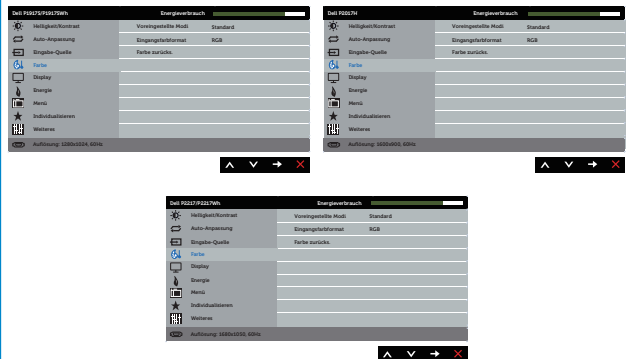 Dell P1917S/P1917SWh Energieverbrauch
Helligkeit/Kontrast Voreingestellte Modi Standard
Auto-Anpassung Eingangsfarbformat RGB
Eingabe-Quelle Farbe zurücks.
Farbe
Display
Energie
Menü
Individualisieren
Weiteres
Auflösung: 1280x1024, 60Hz
Dell P2017H Energieverbrauch
Helligkeit/Kontrast Voreingestellte Modi Standard
Auto-Anpassung Eingangsfarbformat RGB
Eingabe-Quelle Farbe zurücks.
Farbe
Display
Energie
Menü
Individualisieren
Weiteres
Auflösung: 1600x900, 60Hz
Dell P2217/P2217Wh Energieverbrauch
Helligkeit/Kontrast Voreingestellte Modi Standard
Auto-Anpassung Eingangsfarbformat RGB
Eingabe-Quelle Farbe zurücks.
Farbe
Display
Energie
Menü
Individualisieren
Weiteres
Auflösung: 1680x1050, 60Hz